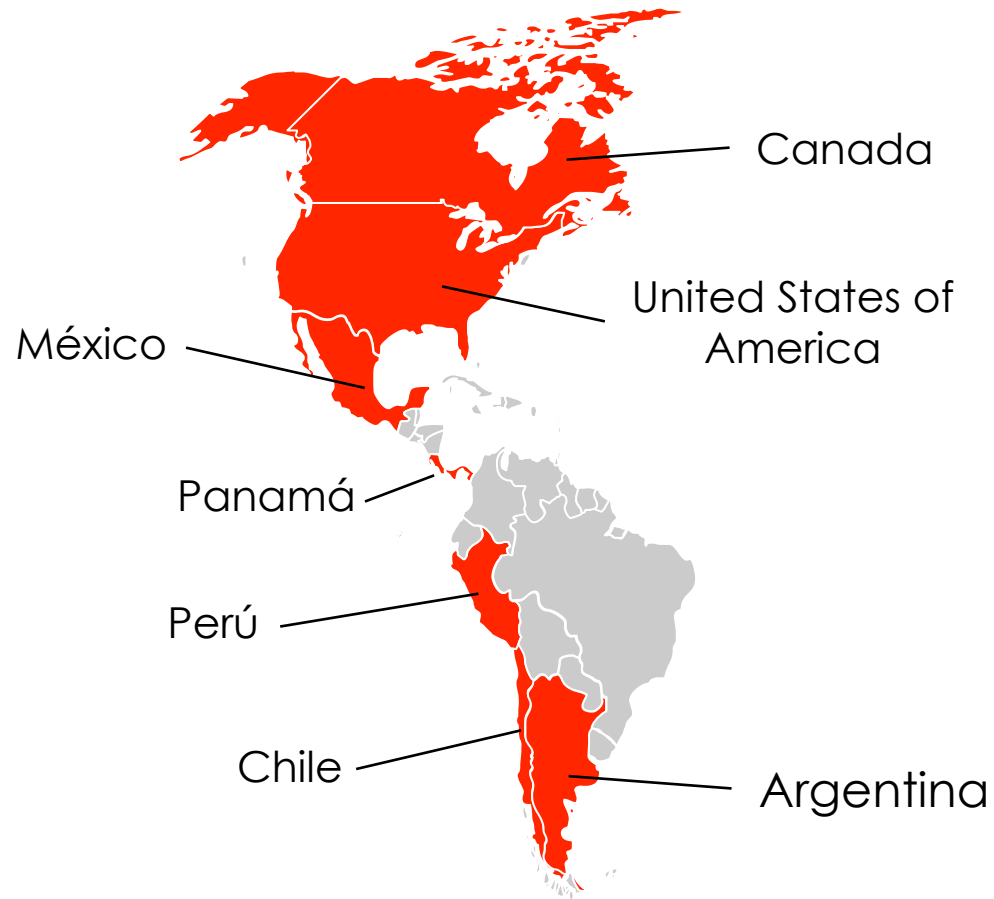 Canada
United States of
America
México
Panamá
Perú
Chile
Argentina